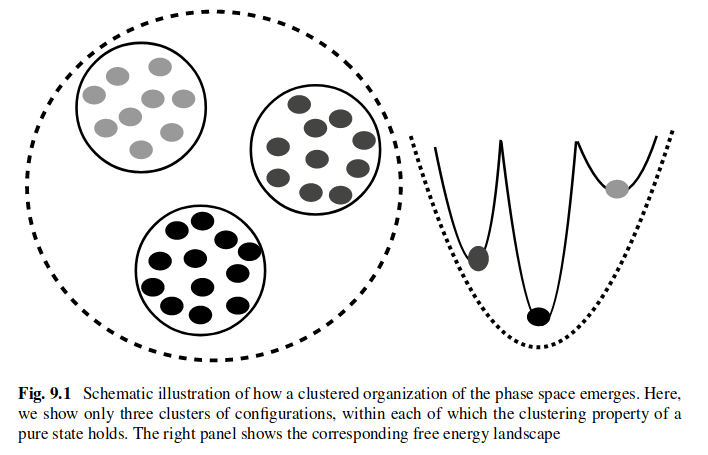 Fig. 9.1 Schematic illustration of how a clustered organization of the phase space emerges. Here,
we show only three clusters of configurations, within each of which the clustering property of a
pure state holds. The right panel shows the corresponding free energy landscape